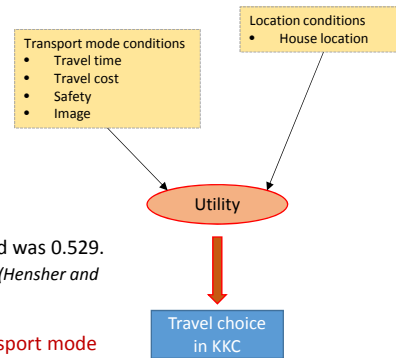 Location conditions
• House location
Transport mode conditions
• Travel time
• Travel cost
• Safety
• Image
Utility
d was 0.529.
(Hensher and
Travel choice
in KKC
sport mode